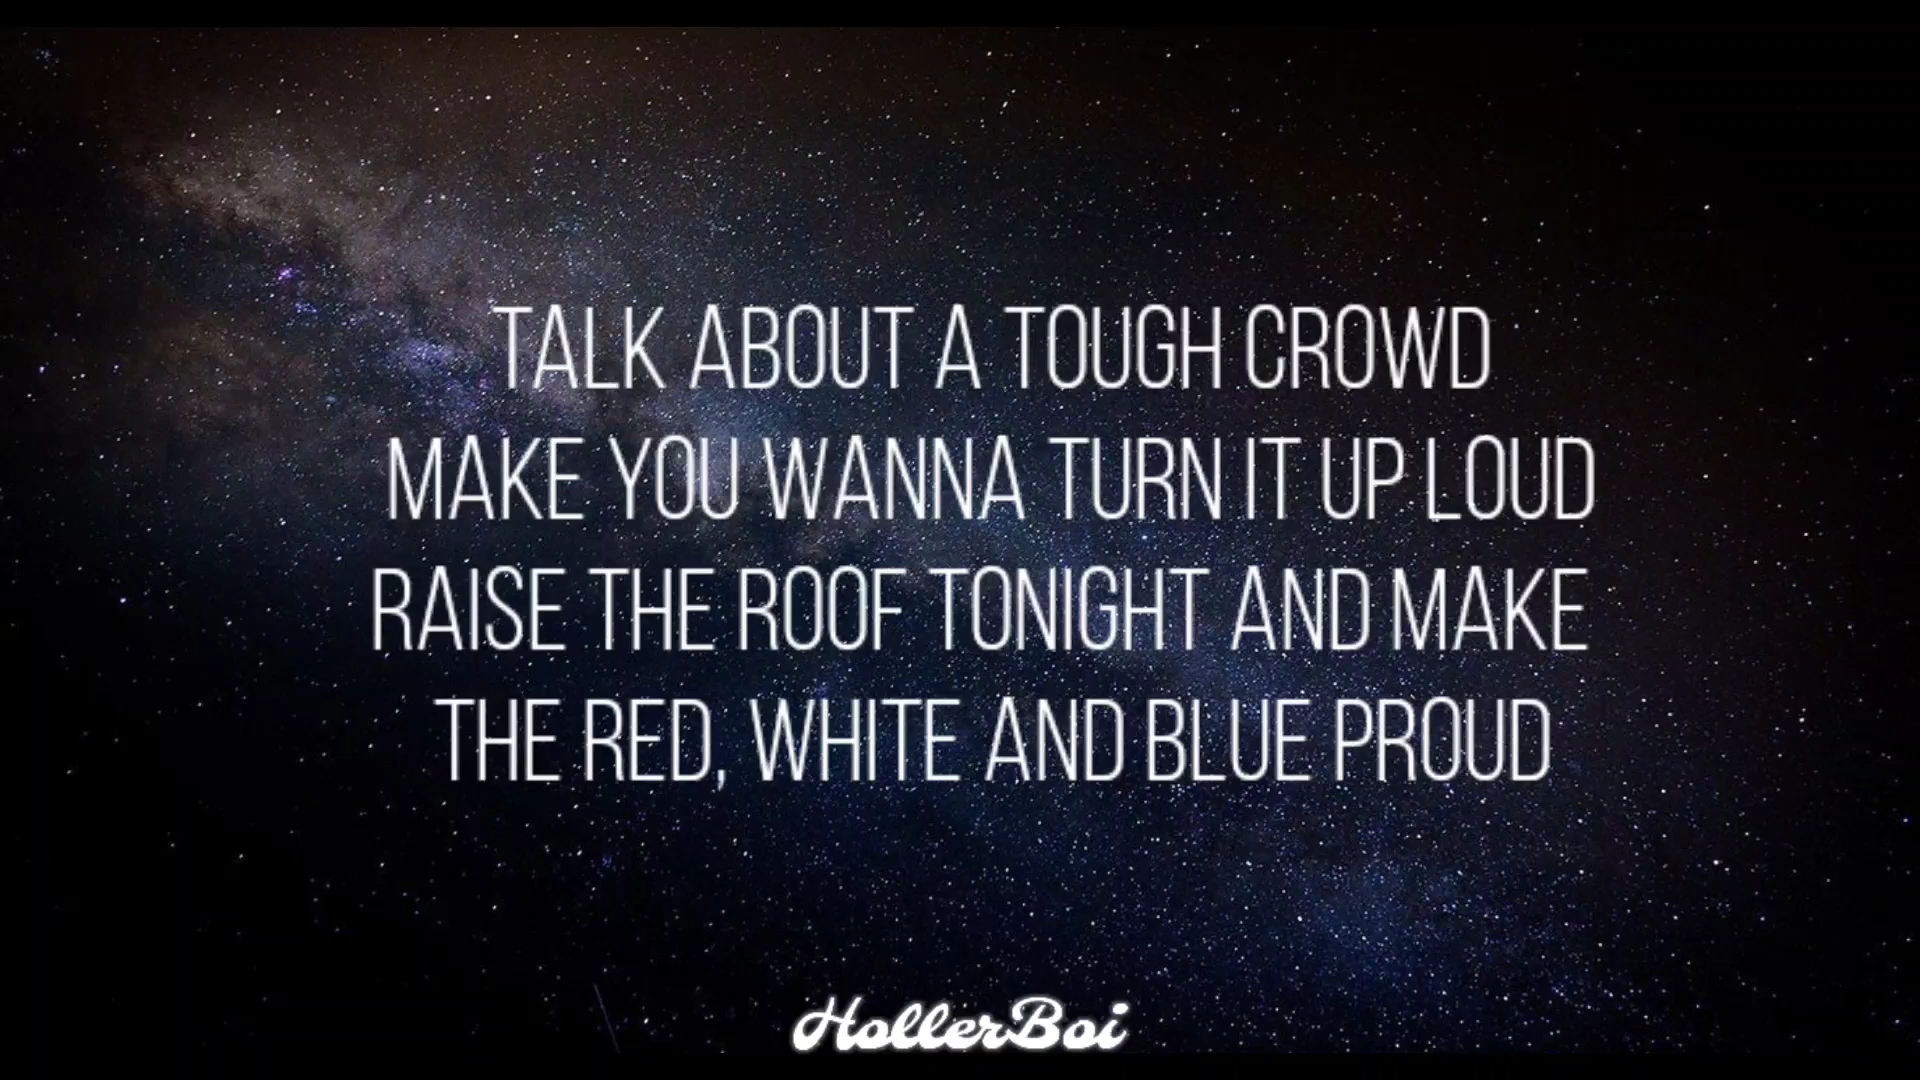 TALK ABOUT A TOUGH CROWD
MAKE YOU WANNA TURN IT UP LOUD
RAISE THE ROOF TONIGHT AND MAKE
THE RED, WHITE AND BLUE PROUD
HollerBoi